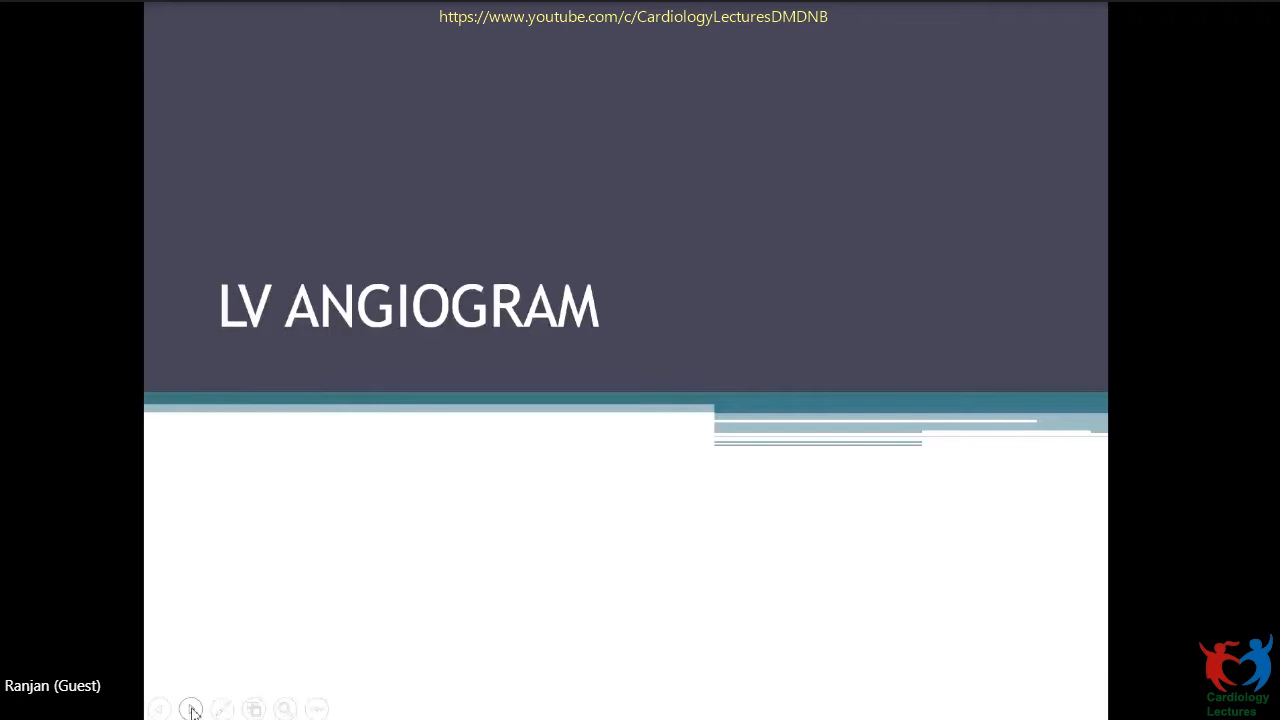 https://www.youtube.com/c/CardiologyLecturesDMDNB
LV ANGIOGRAM
Ranjan (Guest)
Cardiology
Lectures